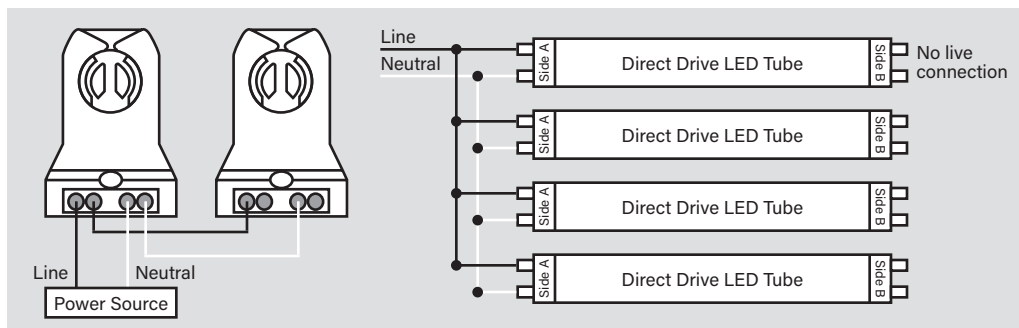 Line
Neutral
Power Source
Line
Neutral
Side A
Direct Drive LED Tube
Side B
No live
connection
Side A
Direct Drive LED Tube
Side B
Side A
Direct Drive LED Tube
Side B
Side A
Direct Drive LED Tube
Side B